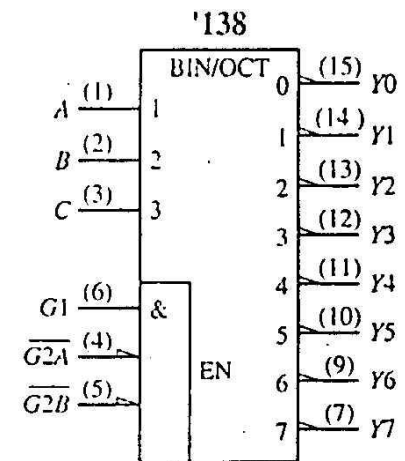 '138
BIN/OCT
A (1) 1
B (2) 2
C (3) 3
G1 (6) &
G2A (4)
G2B (5)
EN
0 (15) Y0
1 (14) Y1
2 (13) Y2
3 (12) Y3
4 (11) Y4
5 (10) Y5
6 (9) Y6
7 (7) Y7